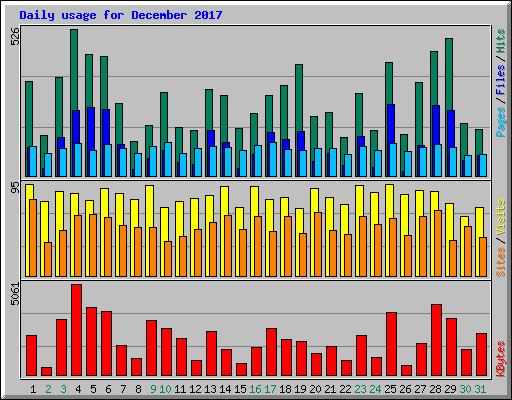 Daily usage for December 2017
526
Pages / Files / Hits
95
Sites / Visits
5061
KBytes
1 2 3 4 5 6 7 8 9 10 11 12 13 14 15 16 17 18 19 20 21 22 23 24 25 26 27 28 29 30 31